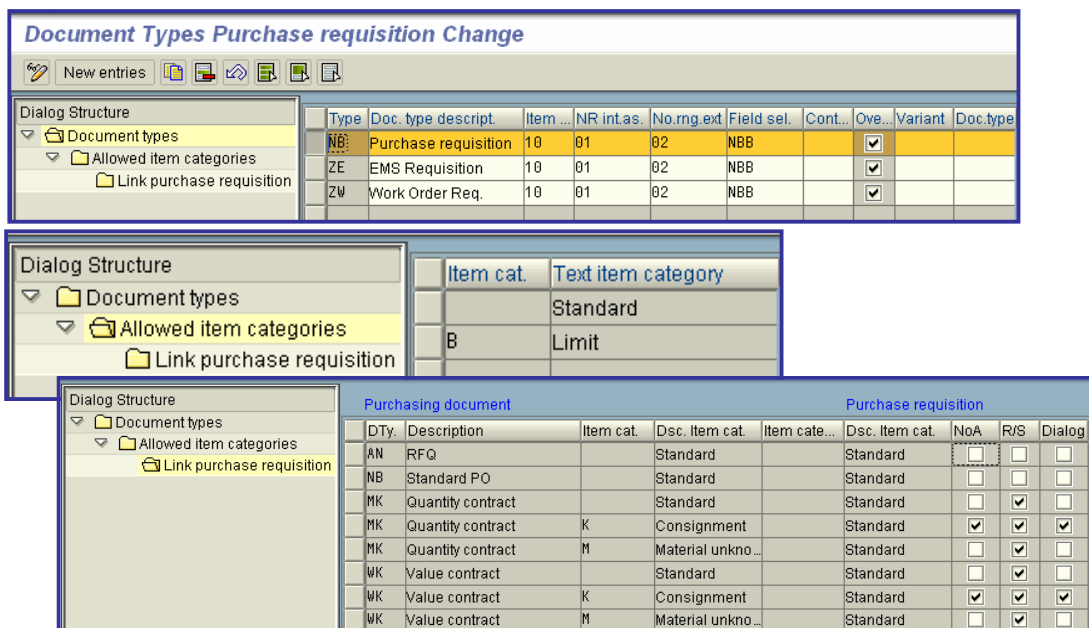 Document Types Purchase requisition Change
New entries
Dialog Structure
Document types
Allowed item categories
Link purchase requisition
Type Doc. type descript. Item ... NR int.as. No.rng.ext Field sel. Cont... Ove... Variant Doc.type
NB Purchase requisition 10 01 02 NBB
ZE EMS Requisition 10 01 02 NBB
ZW Work Order Req. 10 01 02 NBB
Dialog Structure
Document types
Allowed item categories
Link purchase requisition
Item cat. Text item category
Standard
B Limit
Dialog Structure
Document types
Allowed item categories
Link purchase requisition
Purchasing document Purchase requisition
DTy. Description Item cat. Dsc. Item cat. Item cate... Dsc. Item cat. NoA R/S Dialog
AN RFQ Standard Standard
NB Standard PO Standard Standard
MK Quantity contract Standard Standard
MK Quantity contract K Consignment Standard
MK Quantity contract M Material unkno... Standard
WK Value contract Standard Standard
WK Value contract K Consignment Standard
WK Value contract M Material unkno... Standard